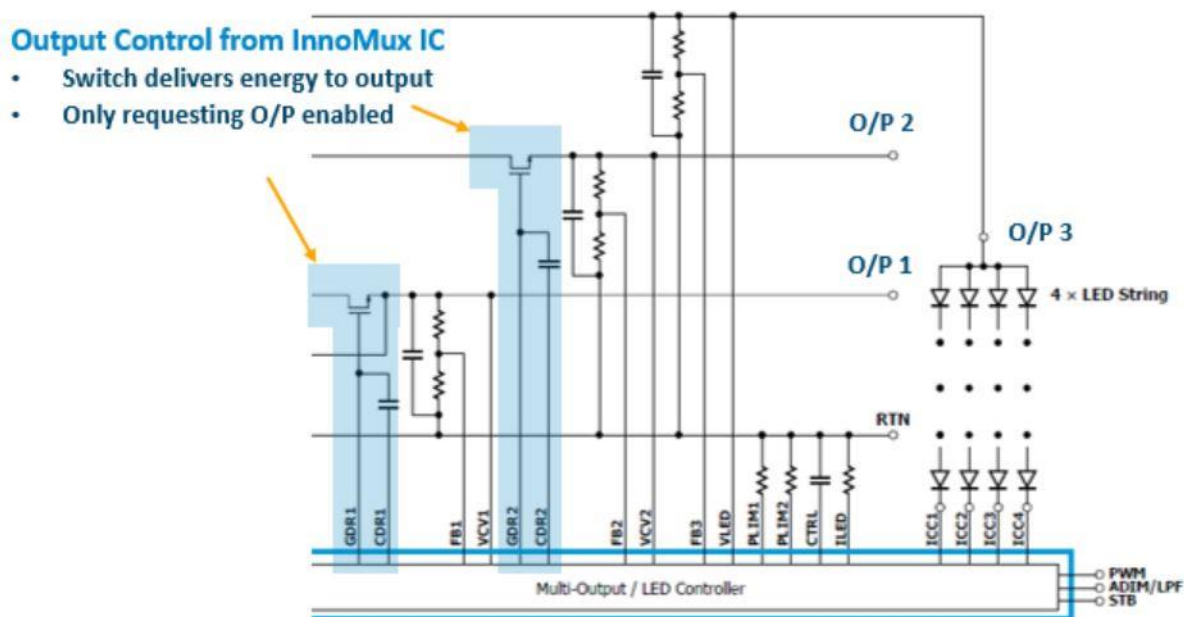 Output Control from InnoMux IC
• Switch delivers energy to output
• Only requesting O/P enabled
O/P 2
O/P 3
O/P 1
4 × LED String
RTN
GDR1
CDR1
FB1
VCV1
GDR2
CDR2
FB2
VCV2
FB3
VLED
PLIM1
PLIM2
CTRL
ILED
ICC1
ICC2
ICC3
ICC4
Multi-Output / LED Controller
PWM
ADIM/LPF
STB